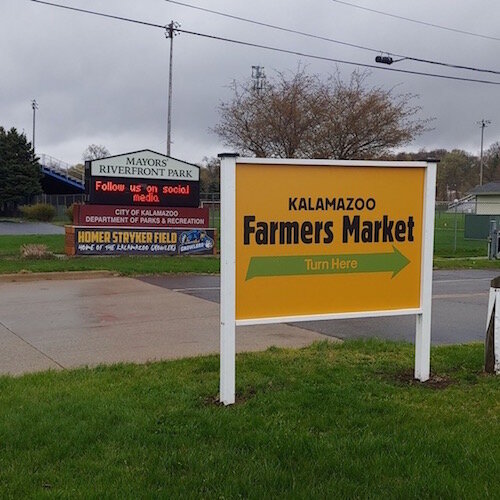 MAYORS'
RIVERFRONT PARK
Follow us on social
media
CITY OF KALAMAZOO
DEPARTMENT OF PARKS & RECREATION
HOMER STRYKER FIELD
HOME OF THE KALAMAZOO GROWLERS
KALAMAZOO
Farmers Market
Turn Here